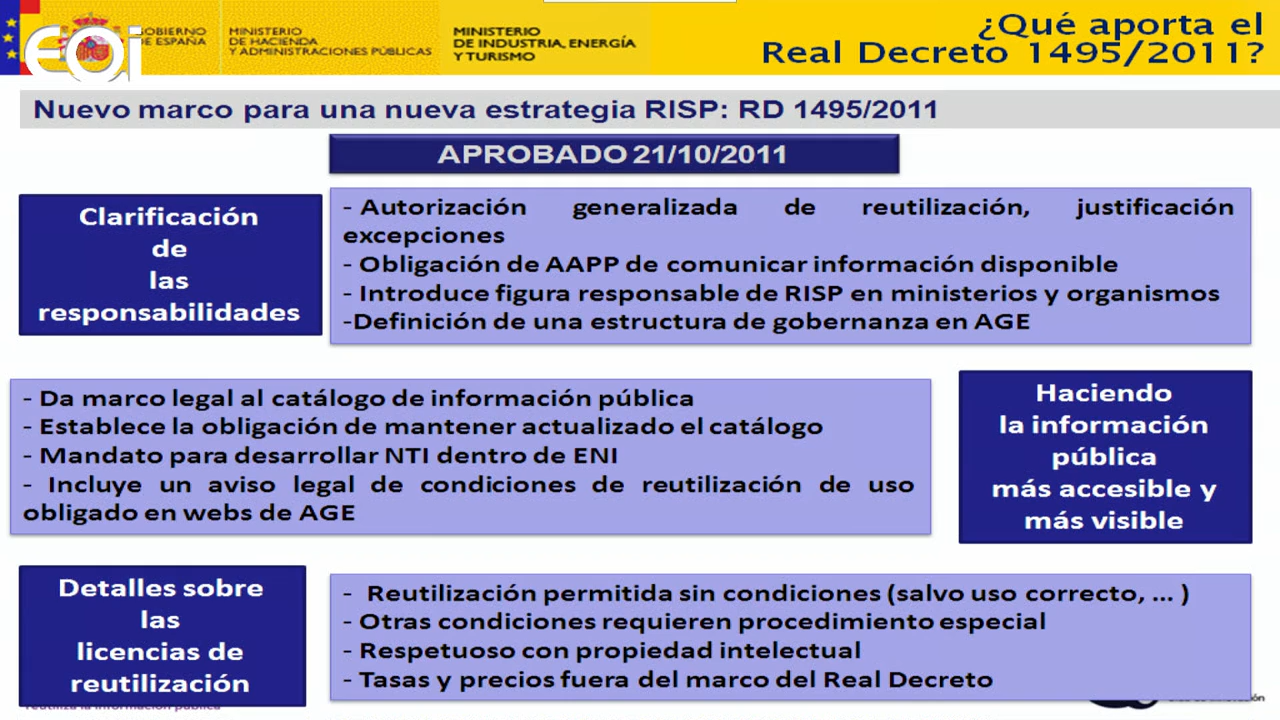 EOi
GOBIERNO
DE ESPAÑA
MINISTERIO
DE HACIENDA
Y ADMINISTRACIONES PÚBLICAS
MINISTERIO
DE INDUSTRIA, ENERGÍA
Y TURISMO
¿Qué aporta el
Real Decreto 1495/2011?
Nuevo marco para una nueva estrategia RISP: RD 1495/2011
APROBADO 21/10/2011
Clarificación
de
las
responsabilidades
- Autorización generalizada de reutilización, justificación
excepciones
- Obligación de AAPP de comunicar información disponible
- Introduce figura responsable de RISP en ministerios y organismos
-Definición de una estructura de gobernanza en AGE
- Da marco legal al catálogo de información pública
- Establece la obligación de mantener actualizado el catálogo
- Mandato para desarrollar NTI dentro de ENI
- Incluye un aviso legal de condiciones de reutilización de uso
obligado en webs de AGE
Haciendo
la información
pública
más accesible y
más visible
Detalles sobre
las
licencias de
reutilización
- Reutilización permitida sin condiciones (salvo uso correcto, ... )
- Otras condiciones requieren procedimiento especial
- Respetuoso con propiedad intelectual
- Tasas y precios fuera del marco del Real Decreto
reutiliza la información pública